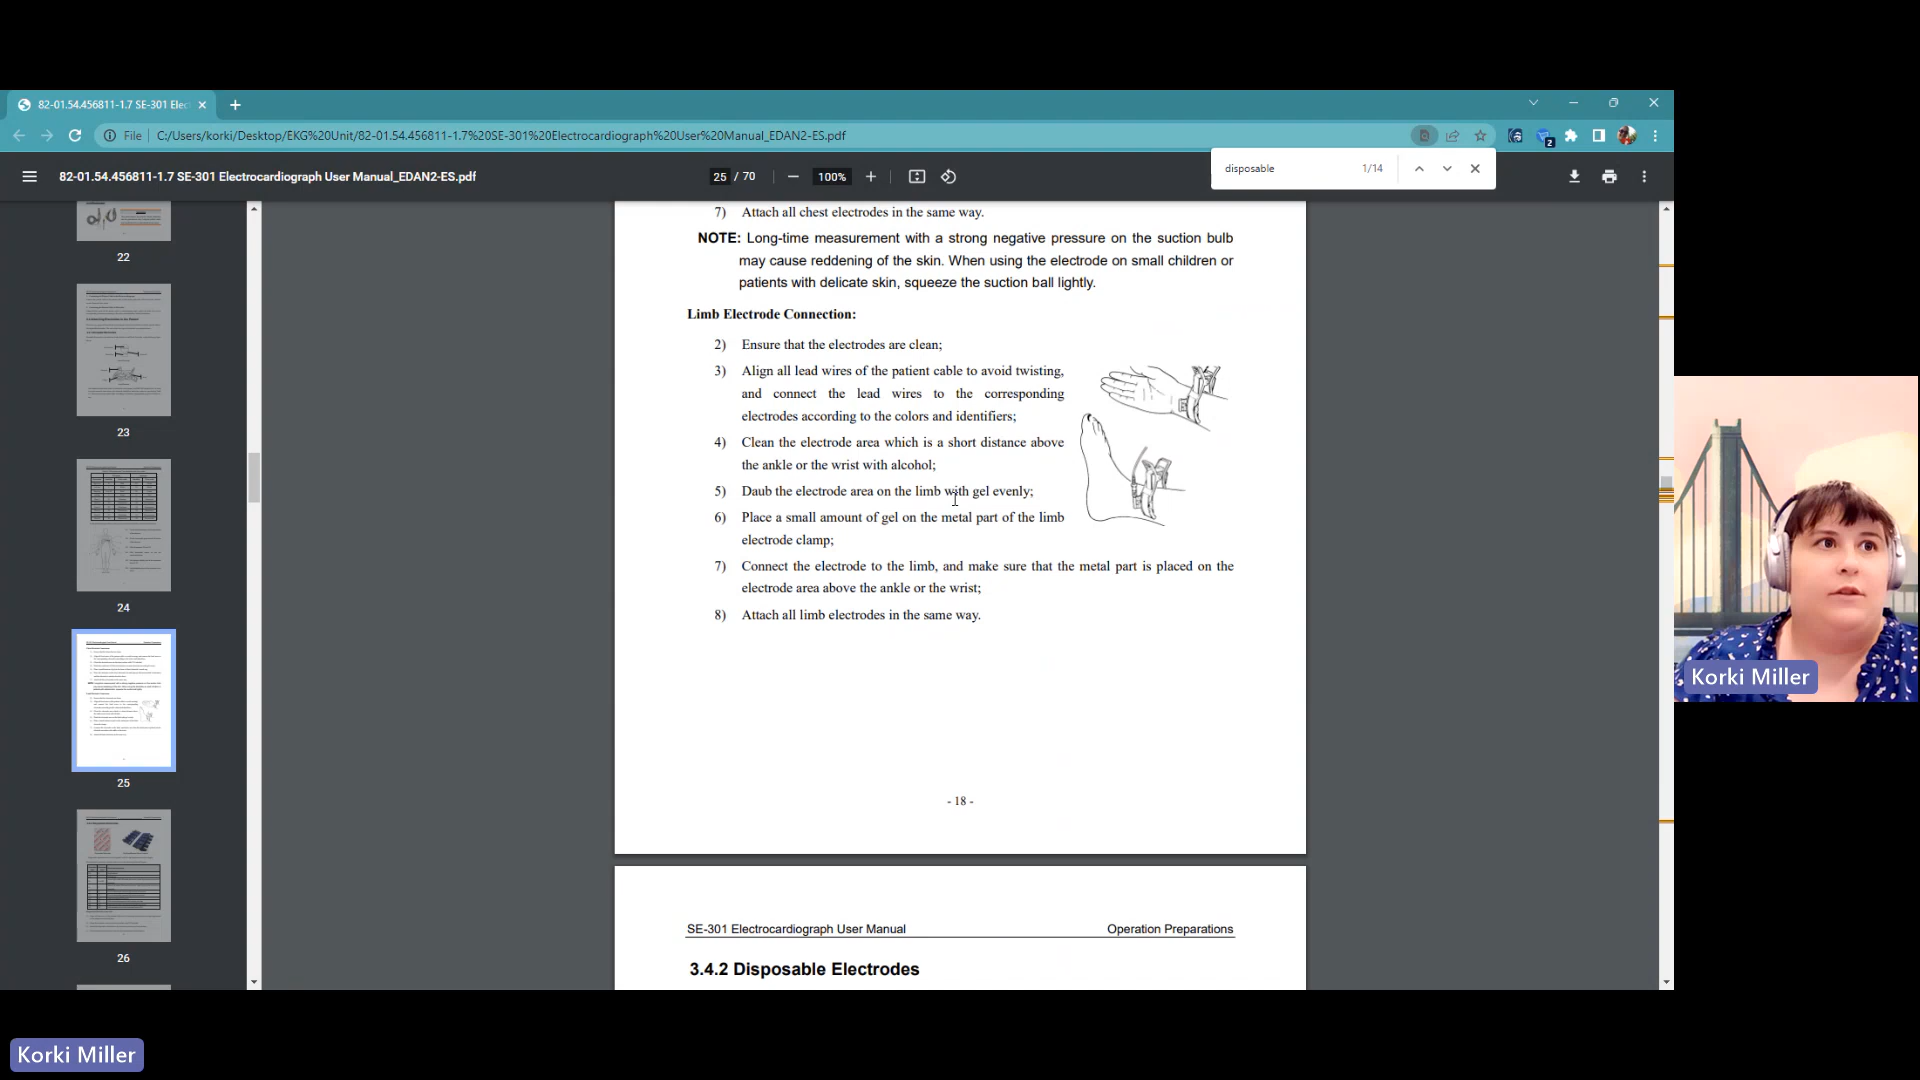 82-01.54.456811-1.7 SE-301 Elec
File C:/Users/korki/Desktop/EKG%20Unit/82-01.54.456811-1.7%20SE-301%20Electrocardiograph%20User%20Manual_EDAN2-ES.pdf
2
disposable 1/14
82-01.54.456811-1.7 SE-301 Electrocardiograph User Manual_EDAN2-ES.pdf 25 / 70 100%
22
23
24
25
26
7) Attach all chest electrodes in the same way.
NOTE: Long-time measurement with a strong negative pressure on the suction bulb
may cause reddening of the skin. When using the electrode on small children or
patients with delicate skin, squeeze the suction ball lightly.
Limb Electrode Connection:
2) Ensure that the electrodes are clean;
3) Align all lead wires of the patient cable to avoid twisting,
and connect the lead wires to the corresponding
electrodes according to the colors and identifiers;
4) Clean the electrode area which is a short distance above
the ankle or the wrist with alcohol;
5) Daub the electrode area on the limb with gel evenly;
6) Place a small amount of gel on the metal part of the limb
electrode clamp;
7) Connect the electrode to the limb, and make sure that the metal part is placed on the
electrode area above the ankle or the wrist;
8) Attach all limb electrodes in the same way.
- 18 -
SE-301 Electrocardiograph User Manual Operation Preparations
3.4.2 Disposable Electrodes
Korki Miller
Korki Miller